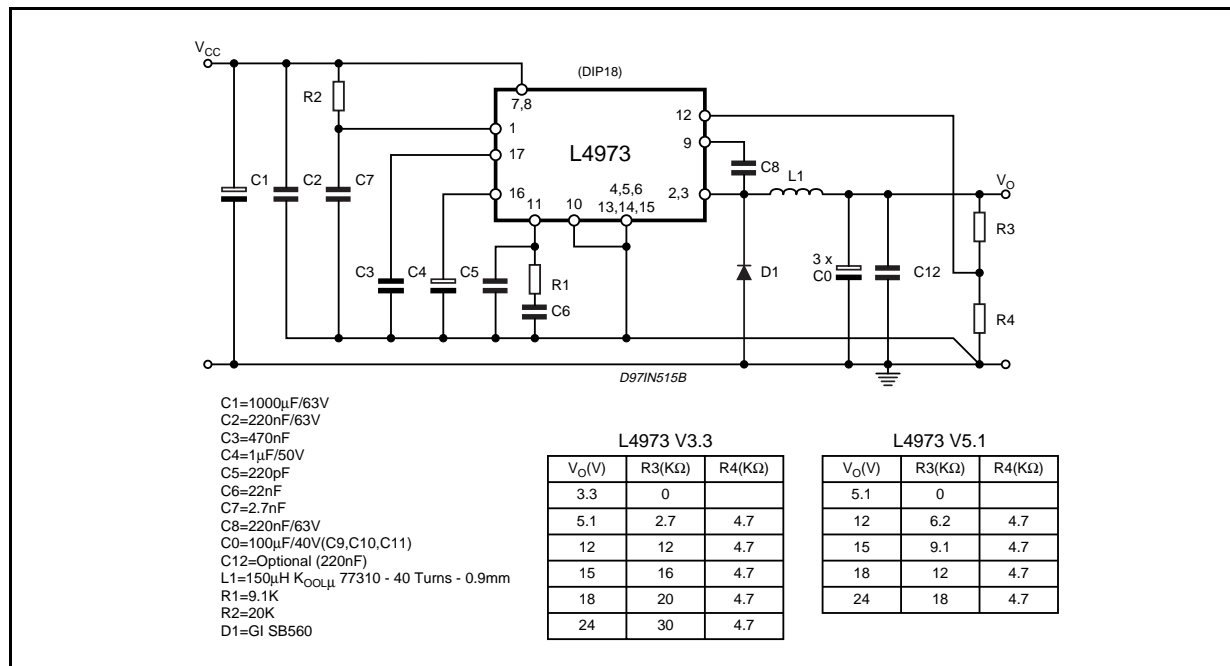 VCC
(DIP18)
R2
7,8
12
1
9
17
L4973
C8
L1
VO
C1
C2
C7
16
4,5,6
2,3
11
10
13,14,15
R3
C3
C4
C5
R1
D1
3 x
C0
C12
C6
R4
D97IN515B
C1=1000μF/63V
C2=220nF/63V
C3=470nF
C4=1μF/50V
C5=220pF
C6=22nF
C7=2.7nF
C8=220nF/63V
C0=100μF/40V(C9,C10,C11)
C12=Optional (220nF)
L1=150μH KOOLμ 77310 - 40 Turns - 0.9mm
R1=9.1K
R2=20K
D1=GI SB560
L4973 V3.3
VO(V) R3(KΩ) R4(KΩ)
3.3 0
5.1 2.7 4.7
12 12 4.7
15 16 4.7
18 20 4.7
24 30 4.7
L4973 V5.1
VO(V) R3(KΩ) R4(KΩ)
5.1 0
12 6.2 4.7
15 9.1 4.7
18 12 4.7
24 18 4.7